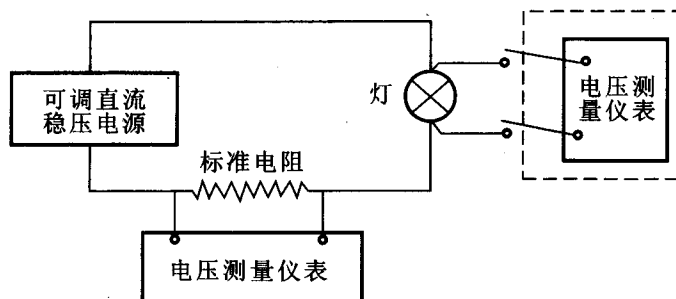 可调直流
稳压电源
灯
电压测
量仪表
标准电阻
电压测量仪表